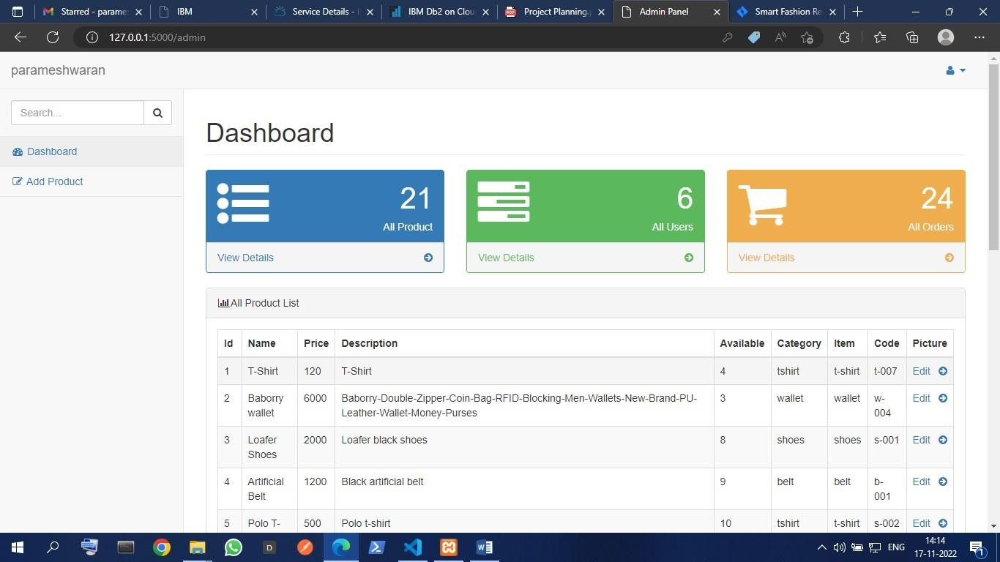 Starred - parame
IBM
Service Details - I
IBM Db2 on Clou
Project Planning.p
Admin Panel
Smart Fashion Re
127.0.0.1:5000/admin
parameshwaran
Search...
Dashboard
Add Product
Dashboard
21
All Product
View Details
6
All Users
View Details
24
All Orders
View Details
All Product List
Id Name Price Description Available Category Item Code Picture
1 T-Shirt 120 T-Shirt 4 tshirt t-shirt t-007 Edit
2 Baborry 6000 Baborry-Double-Zipper-Coin-Bag-RFID-Blocking-Men-Wallets-New-Brand-PU- 3 wallet wallet w- Edit
wallet Leather-Wallet-Money-Purses 004
3 Loafer 2000 Loafer black shoes 8 shoes shoes s-001 Edit
Shoes
4 Artificial 1200 Black artificial belt 9 belt belt b- Edit
Belt 001
5 Polo T- 500 Polo t-shirt 10 tshirt t-shirt s-002 Edit
ENG
14:14
17-11-2022